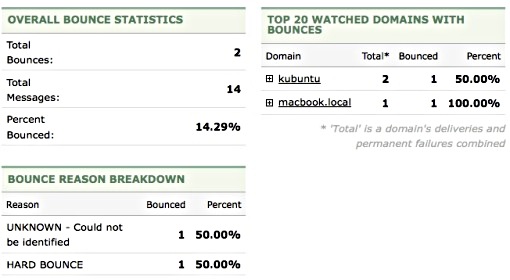 OVERALL BOUNCE STATISTICS
Total
Bounces:
2
Total
Messages:
14
Percent
Bounced:
14.29%
BOUNCE REASON BREAKDOWN
Reason Bounced Percent
UNKNOWN - Could not
be identified
1 50.00%
HARD BOUNCE 1 50.00%
TOP 20 WATCHED DOMAINS WITH
BOUNCES
Domain Total* Bounced Percent
kubuntu 2 1 50.00%
macbook.local 1 1 100.00%
* 'Total' is a domain's deliveries and
permanent failures combined